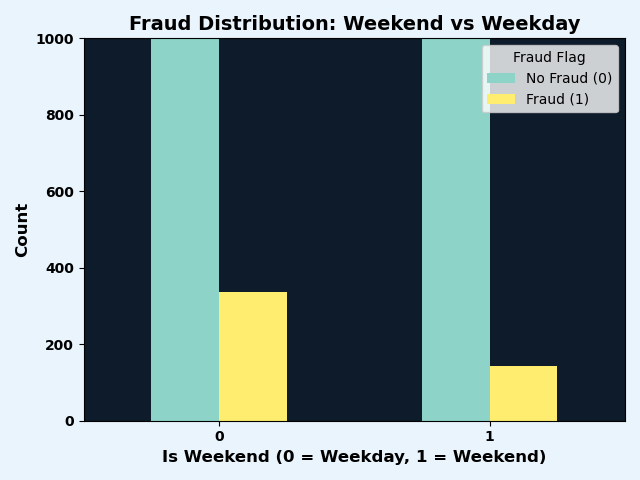 Fraud Distribution: Weekend vs Weekday
1000
800
600
400
200
0
Count
Fraud Flag
No Fraud (0)
Fraud (1)
0 1
Is Weekend (0 = Weekday, 1 = Weekend)